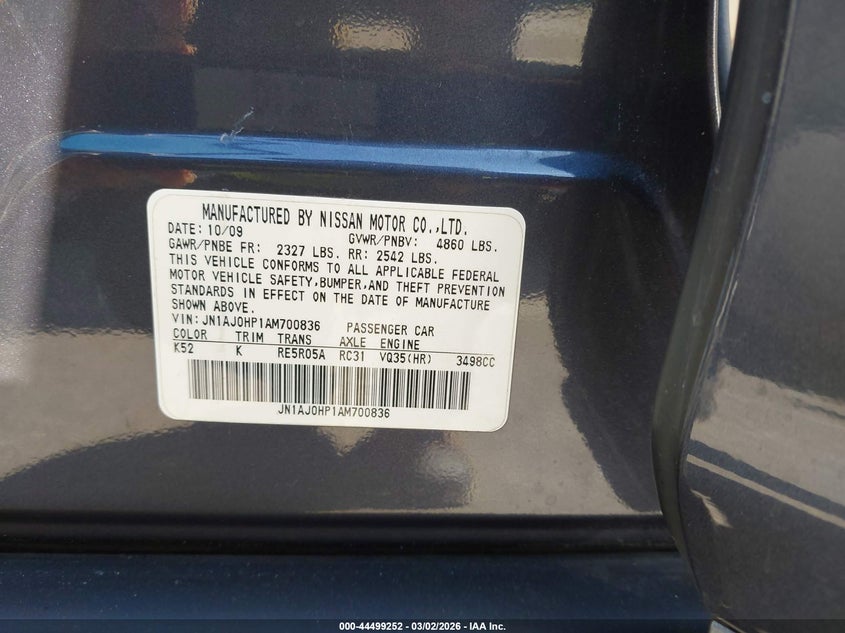 MANUFACTURED BY NISSAN MOTOR CO.,LTD.
DATE: 10/09 GVWR/PNBV: 4860 LBS.
GAWR/PNBE FR: 2327 LBS. RR: 2542 LBS.
THIS VEHICLE CONFORMS TO ALL APPLICABLE FEDERAL
MOTOR VEHICLE SAFETY,BUMPER,AND THEFT PREVENTION
STANDARDS IN EFFECT ON THE DATE OF MANUFACTURE
SHOWN ABOVE.
VIN:JN1AJ0HP1AM700836 PASSENGER CAR
COLOR TRIM TRANS AXLE ENGINE
K52 K RE5R05A RC31 VQ35(HR) 3498CC
JN1AJ0HP1AM700836
000-44499252 — 03/02/2026 — IAA Inc.